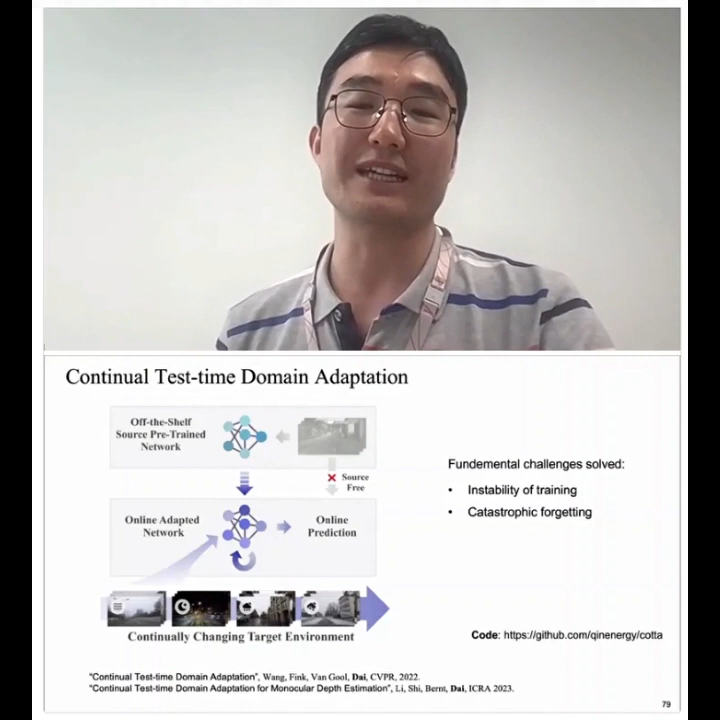 Continual Test-time Domain Adaptation
Off-the-Shelf
Source Pre-Trained
Network
Source
Free
Online Adapted
Network
Online
Prediction
Continually Changing Target Environment
Fundemental challenges solved:
• Instability of training
• Catastrophic forgetting
Code: https://github.com/qinenergy/cotta
"Continual Test-time Domain Adaptation", Wang, Fink, Van Gool, Dai, CVPR, 2022.
"Continual Test-time Domain Adaptation for Monocular Depth Estimation", Li, Shi, Bernt, Dai, ICRA 2023.
79